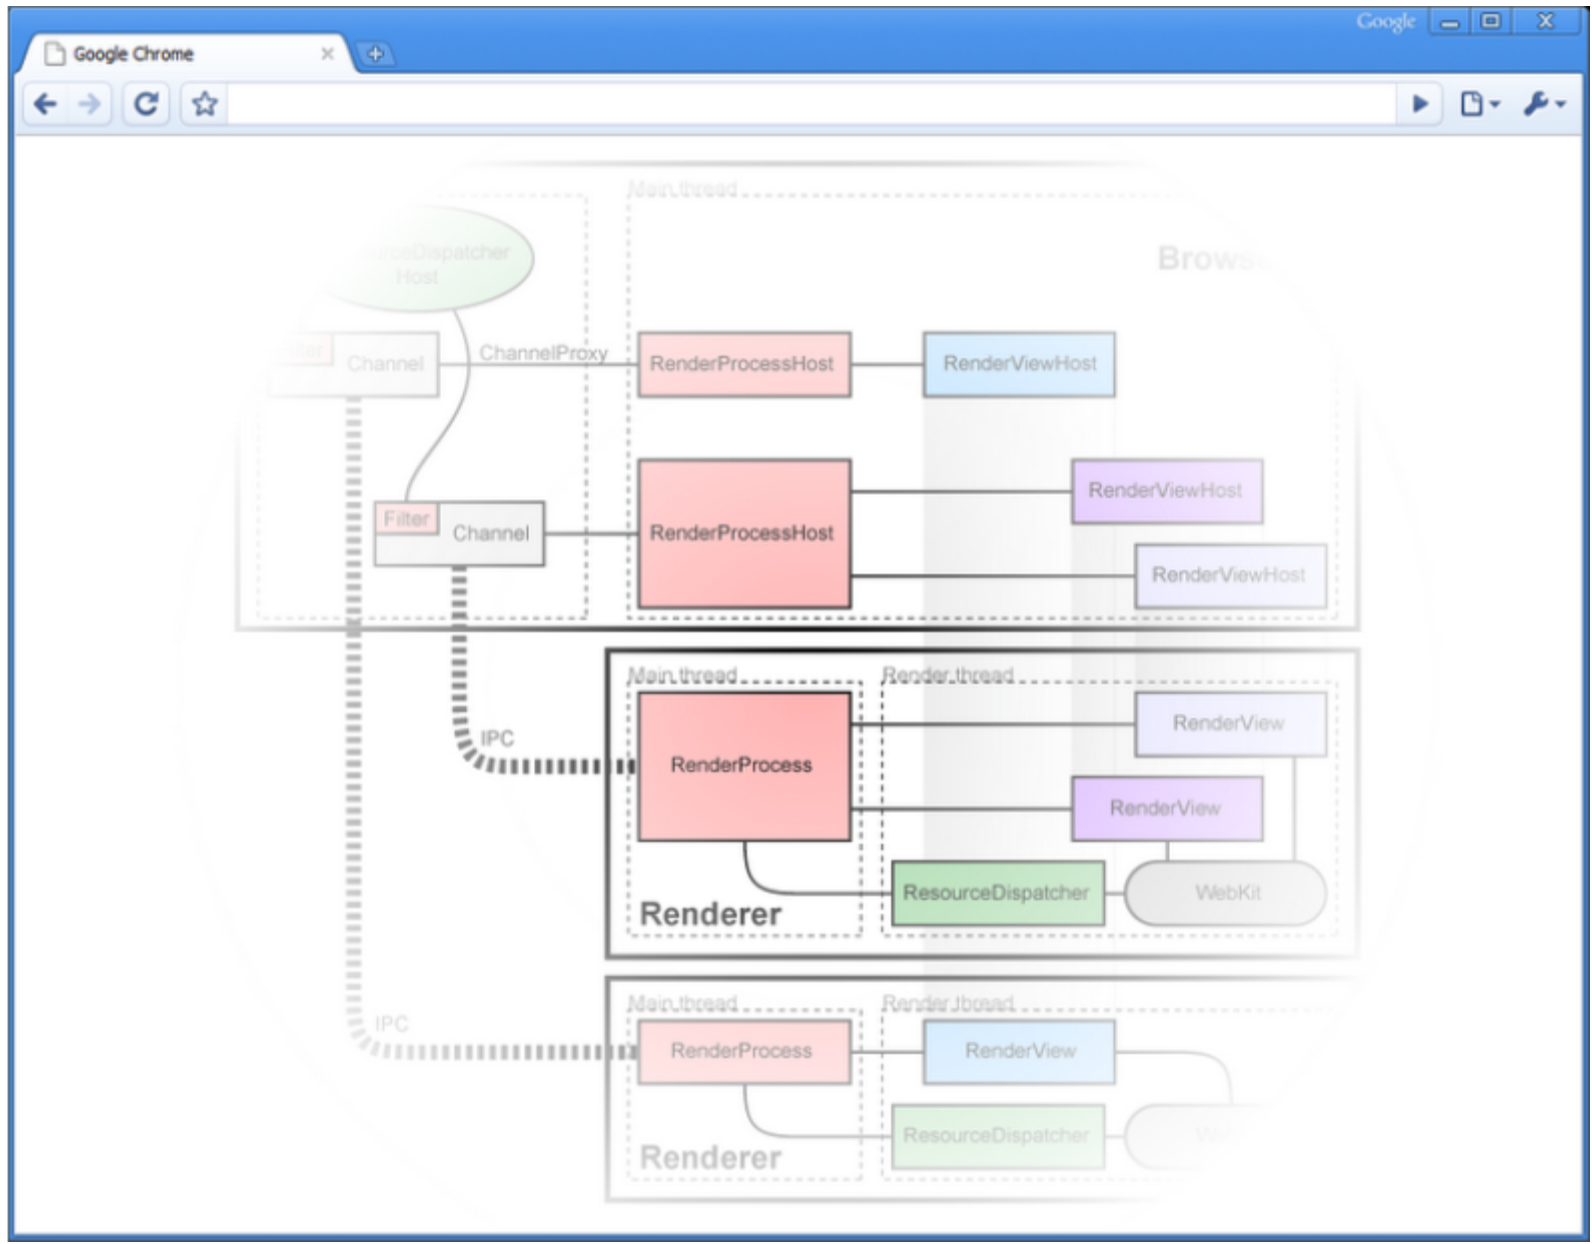 Google
Google Chrome
Main thread
Host
Channel
ChannelProxy
RenderProcessHost
RenderViewHost
Filter
Channel
RenderProcessHost
RenderViewHost
RenderViewHost
Main thread
Render thread
IPC
RenderProcess
RenderView
RenderView
ResourceDispatcher
WebKit
Renderer
Main thread
Render thread
IPC
RenderProcess
RenderView
ResourceDispatcher
Renderer